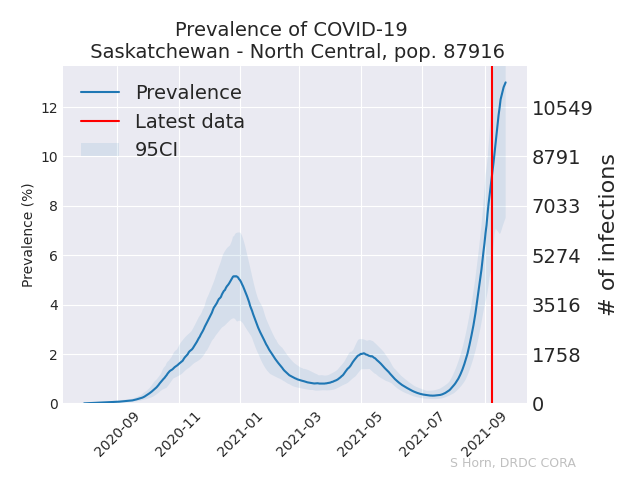 Prevalence of COVID-19
Saskatchewan - North Central, pop. 87916
Prevalence
Latest data
95CI
Prevalence (%)
12
10
8
6
4
2
0
10549
8791
7033
5274
3516
1758
0
# of infections
2020-09
2020-11
2021-01
2021-03
2021-05
2021-07
2021-09
S Horn, DRDC CORA